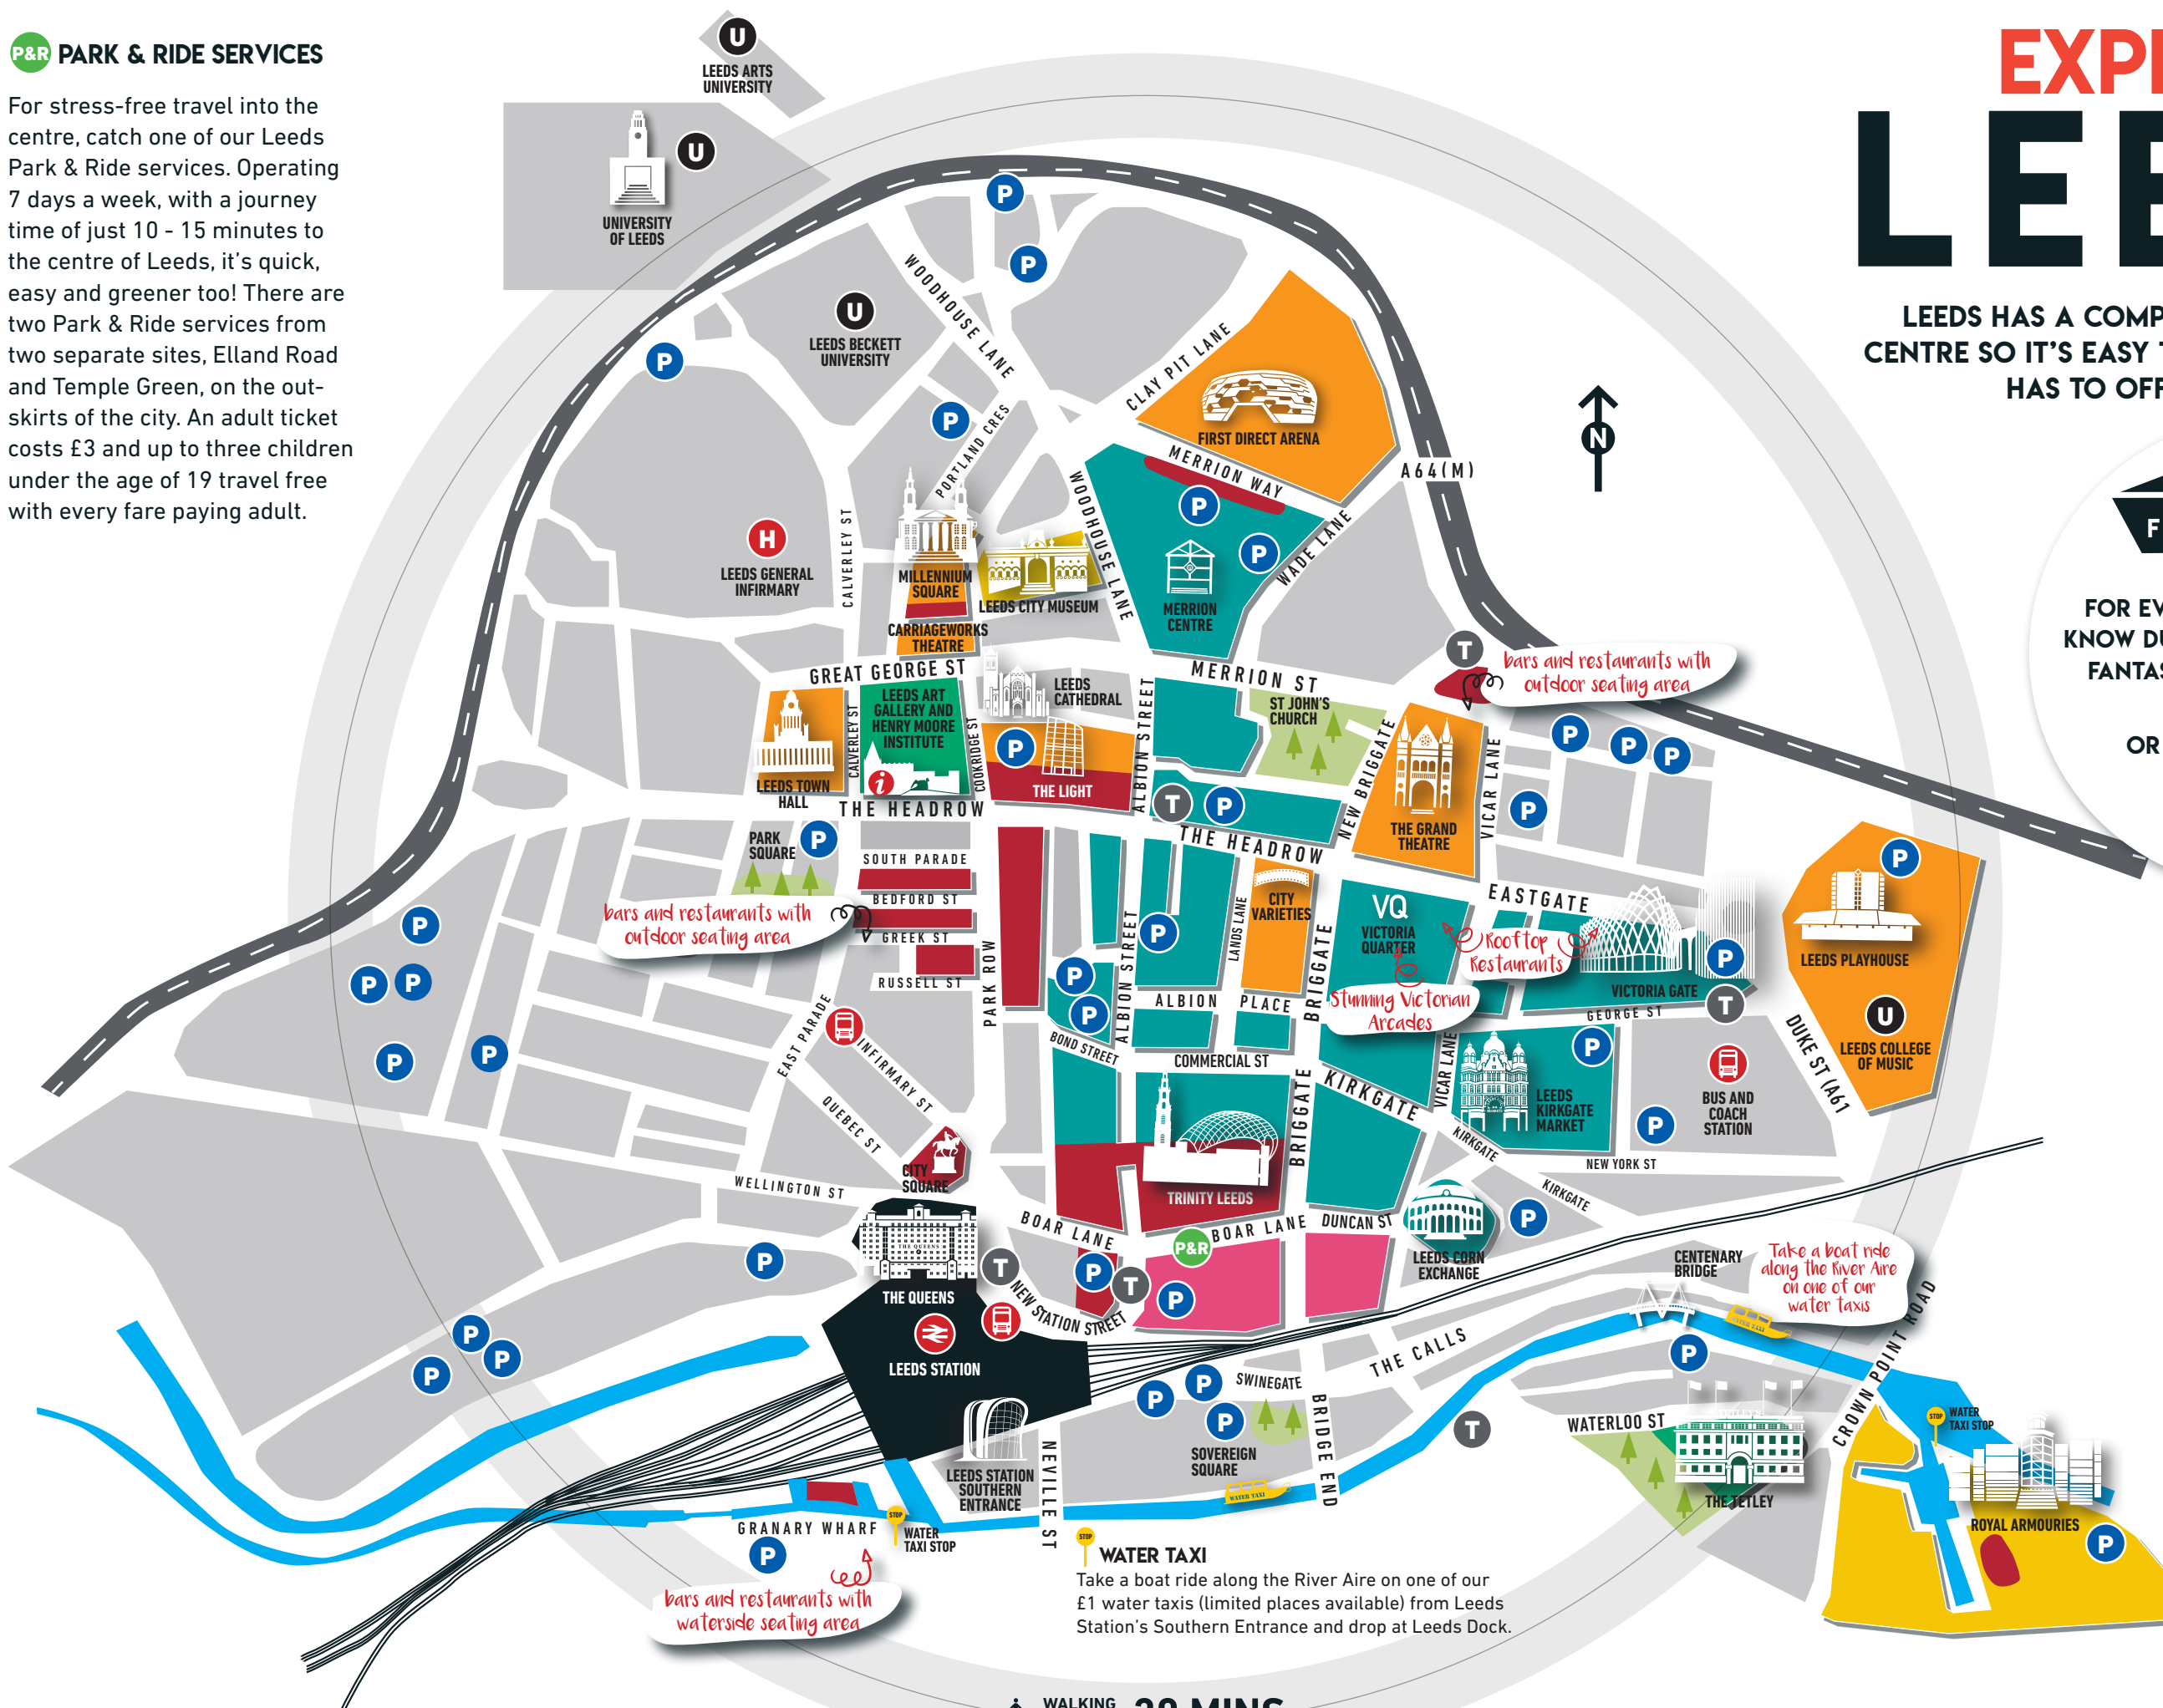 P&R PARK & RIDE SERVICES
For stress-free travel into the
centre, catch one of our Leeds
Park & Ride services. Operating
7 days a week, with a journey
time of just 10 - 15 minutes to
the centre of Leeds, it's quick,
easy and greener too! There are
two Park & Ride services from
two separate sites, Elland Road
and Temple Green, on the out-
skirts of the city. An adult ticket
costs £3 and up to three children
under the age of 19 travel free
with every fare paying adult.
U
LEEDS ARTS
UNIVERSITY
U
UNIVERSITY
OF LEEDS
EXPL
LEE
LEEDS HAS A COMP
CENTRE SO IT'S EASY T
HAS TO OFF
N
F
FOR EV
KNOW DU
FANTAS
OR
P
P
P
WOODHOUSE LANE
U
LEEDS BECKETT
UNIVERSITY
P
PORTLAND CRES
CLAY PIT LANE
FIRST DIRECT ARENA
MERRION WAY
A64(M)
P
P
WADE LANE
WOODHOUSE LANE
MERRION
CENTRE
H
LEEDS GENERAL
INFIRMARY
CALVERLEY ST
MILLENNIUM
SQUARE
LEEDS CITY MUSEUM
CARRIAGEWORKS
THEATRE
GREAT GEORGE ST
MERRION ST
T
bars and restaurants with
outdoor seating area
LEEDS
CATHEDRAL
LEEDS ART
GALLERY AND
HENRY MOORE
INSTITUTE
i
CALVERLEY ST
COOKRIDGE ST
LEEDS TOWN
HALL
P
THE LIGHT
ALBION STREET
ST JOHN'S
CHURCH
NEW BRIGGATE
THE GRAND
THEATRE
VICAR LANE
P
P
P
P
T
P
THE HEADROW
THE HEADROW
PARK
SQUARE
P
SOUTH PARADE
BEDFORD ST
GREEK ST
RUSSELL ST
bars and restaurants with
outdoor seating area
PARK ROW
ALBION STREET
P
LANDS LANE
CITY
VARIETIES
BRIGGATE
VQ
VICTORIA
QUARTER
EASTGATE
Rooftop
Restaurants
Stunning Victorian
Arcades
VICTORIA GATE
P
T
GEORGE ST
P
LEEDS PLAYHOUSE
U
LEEDS COLLEGE
OF MUSIC
DUKE ST (A61
P
P
P
P
P
P
P
ALBION PLACE
BOND STREET
COMMERCIAL ST
EAST PARADE
INFIRMARY ST
QUEBEC ST
CITY
SQUARE
WELLINGTON ST
KIRKGATE
VICAR LANE
P
LEEDS
KIRKGATE
MARKET
P
BUS AND
COACH
STATION
KIRKGATE
NEW YORK ST
KIRKGATE
BRIGGATE
TRINITY LEEDS
BOAR LANE
P&R
BOAR LANE
DUNCAN ST
LEEDS CORN
EXCHANGE
P
THE QUEENS
THE QUEENS
T
NEW STATION STREET
P
T
P
P
P
P
P
LEEDS STATION
LEEDS STATION
SOUTHERN
ENTRANCE
NEVILLE ST
P
P
P
SWINEGATE
SOVEREIGN
SQUARE
BRIDGE END
THE CALLS
WATER TAXI
T
CENTENARY
BRIDGE
Take a boat ride
along the River Aire
on one of our
water taxis
WATER TAXI
CROWN POINT ROAD
P
WATERLOO ST
THE TETLEY
STOP
WATER
TAXI STOP
ROYAL ARMOURIES
P
GRANARY WHARF
P
STOP
WATER
TAXI STOP
bars and restaurants with
waterside seating area
STOP
WATER TAXI
Take a boat ride along the River Aire on one of our
£1 water taxis (limited places available) from Leeds
Station's Southern Entrance and drop at Leeds Dock.
WALKING
20 MINS